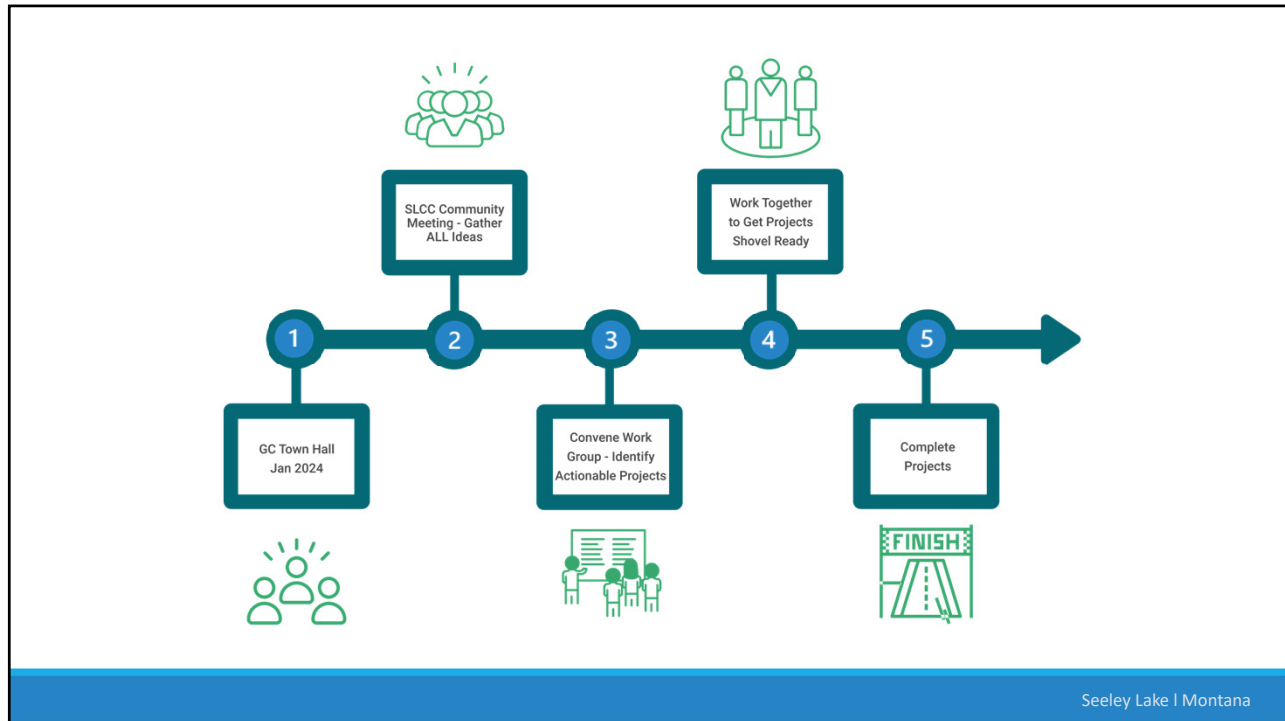 SLCC Community
Meeting - Gather
ALL Ideas
Work Together
to Get Projects
Shovel Ready
1
2
3
4
5
GC Town Hall
Jan 2024
Convene Work
Group - Identify
Actionable Projects
Complete
Projects
FINISH
Seeley Lake l Montana